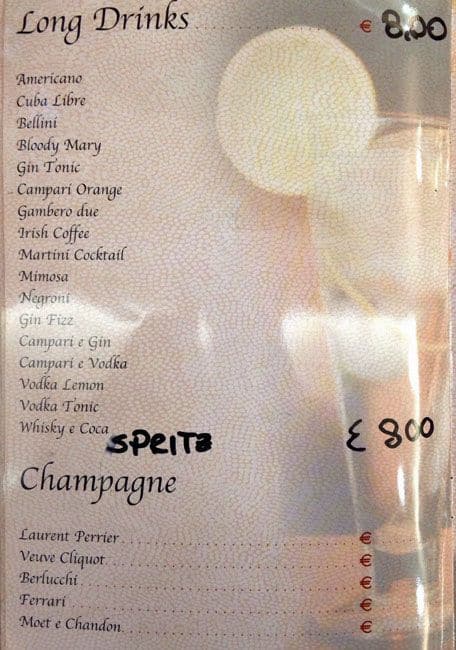 Long Drinks € 8,00
Americano
Cuba Libre
Bellini
Bloody Mary
Gin Tonic
Campari Orange
Gambero due
Irish Coffee
Martini Cocktail
Mimosa
Negroni
Gin Fizz
Campari e Gin
Campari e Vodka
Vodka Lemon
Vodka Tonic
Whisky e Coca
SPRITZ € 800
Champagne
Laurent Perrier €
Veuve Cliquot €
Berlucchi €
Ferrari €
Moet e Chandon €